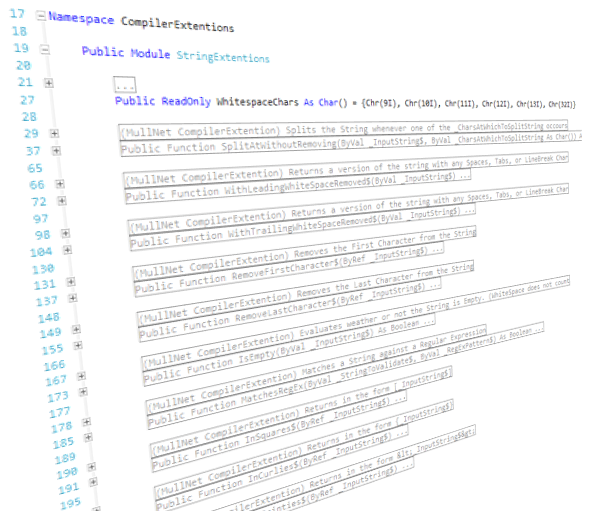 17 Namespace CompilerExtentions
18
19 Public Module StringExtentions
20
21 ...
27 Public ReadOnly WhitespaceChars As Char() = {Chr(9I), Chr(10I), Chr(11I), Chr(12I), Chr(13I), Chr(32I)}
28
29 (MullNet CompilerExtention) Splits the String whenever one of the _CharsAtWhichToSplitString occours
37 Public Function SplitAtWithoutRemoving(ByVal _InputString$, ByVal _CharsAtWhichToSplitString As Char()) A
65
66 (MullNet CompilerExtention) Returns a version of the string with any Spaces, Tabs, or LineBreak Char
72 Public Function WithLeadingWhiteSpaceRemoved$(ByVal _InputString$) ...
97
98 (MullNet CompilerExtention) Returns a version of the string with any Spaces, Tabs, or LineBreak Char
104 Public Function WithTrailingWhiteSpaceRemoved$(ByVal _InputString$) ...
130
131 (MullNet CompilerExtention) Removes the First Character from the String
137 Public Function RemoveFirstCharacter$(ByRef _InputString$) ...
148
149 (MullNet CompilerExtention) Removes the Last Character from the String
155 Public Function RemoveLastCharacter$(ByRef _InputString$) ...
166
167 (MullNet CompilerExtention) Evaluates weather or not the String is Empty. (WhiteSpace does not count
173 Public Function IsEmpty(ByVal _InputString$) As Boolean ...
177
178 (MullNet CompilerExtention) Matches a String against a Regular Expression
185 Public Function MatchesRegEx(ByVal _StringToValidate$, ByVal _RegExPattern$) As Boolean ...
189
190 (MullNet CompilerExtention) Returns in the form [_InputString$]
191 Public Function InSquares$(ByRef _InputString$) ...
195
(MullNet CompilerExtention) Returns in the form {_InputString$}
Public Function InCurlies$(ByRef _InputString$) ...
CompilerExtention) Returns in the form &lt;_InputString$&gt;
inties$(ByRef _InputString$) ...